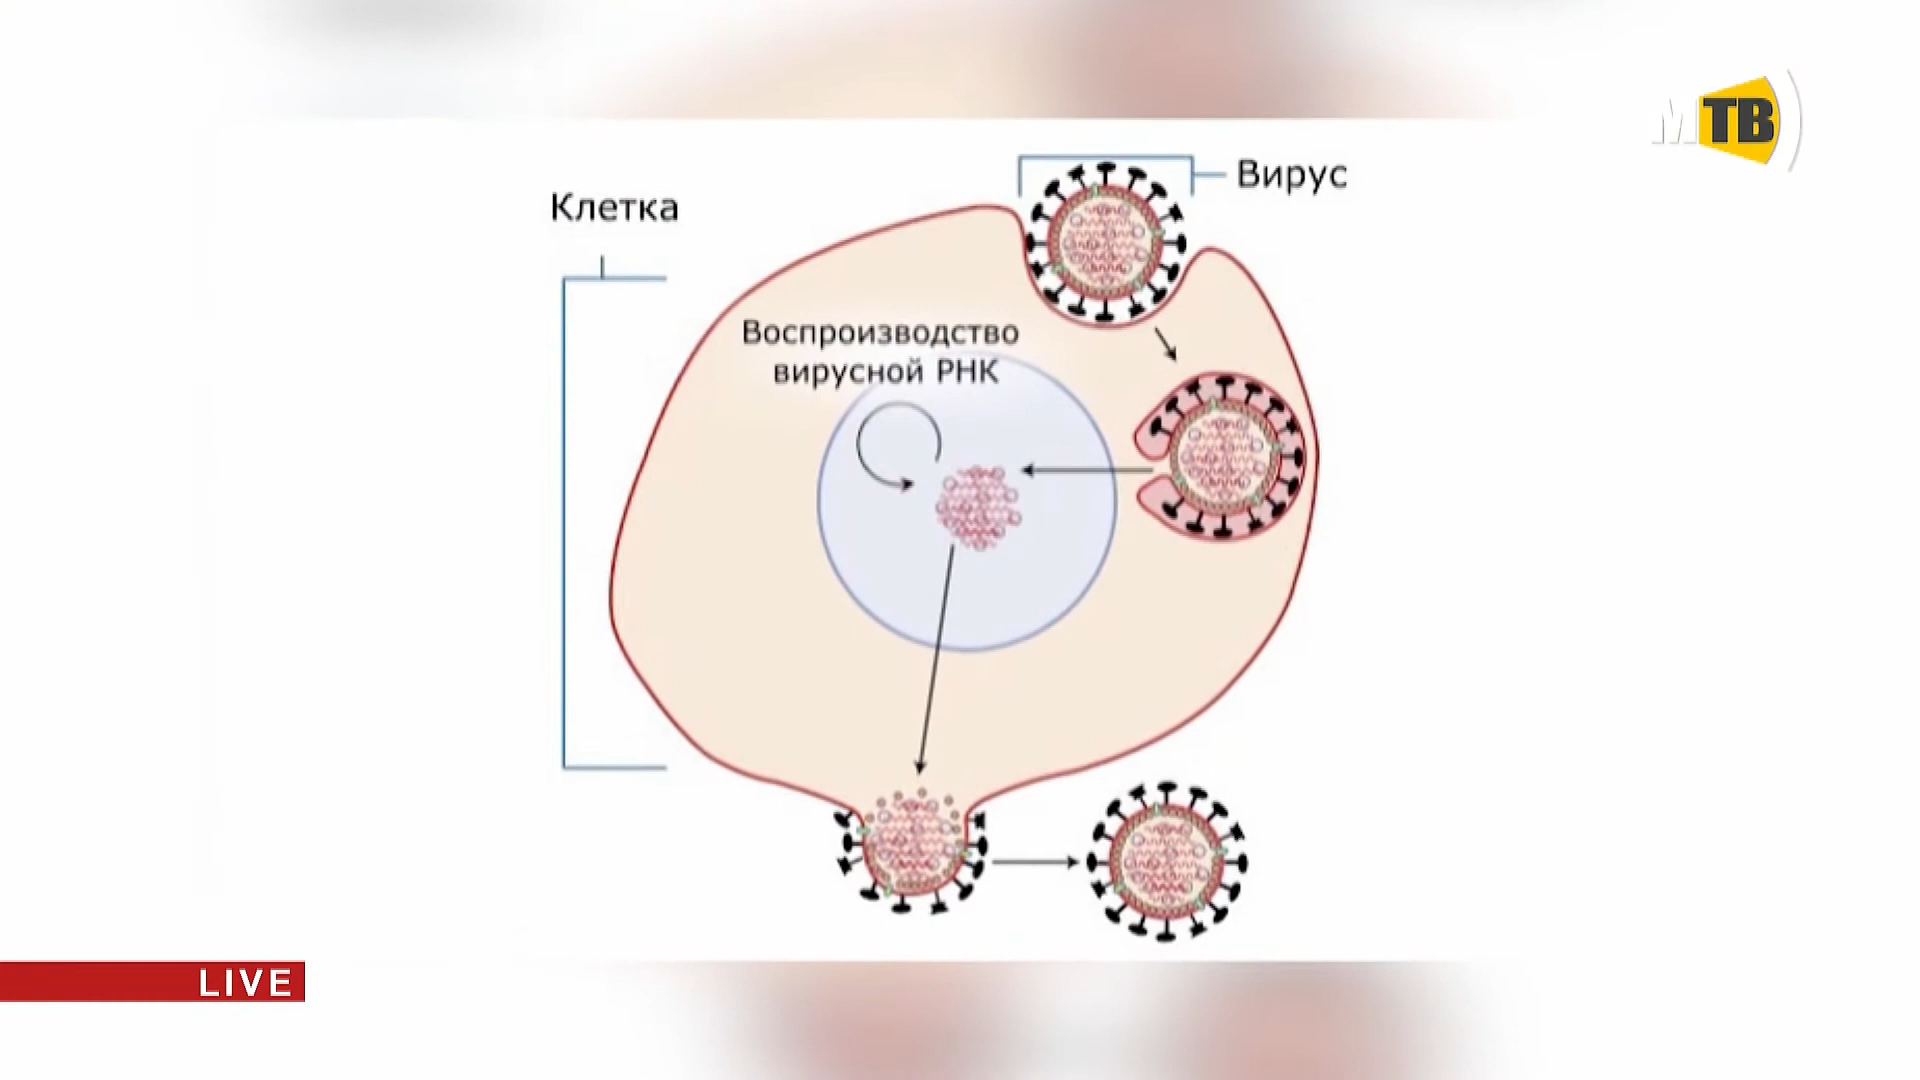 МТВ
Вирус
Клетка
Воспроизводство
вирусной РНК
LIVE